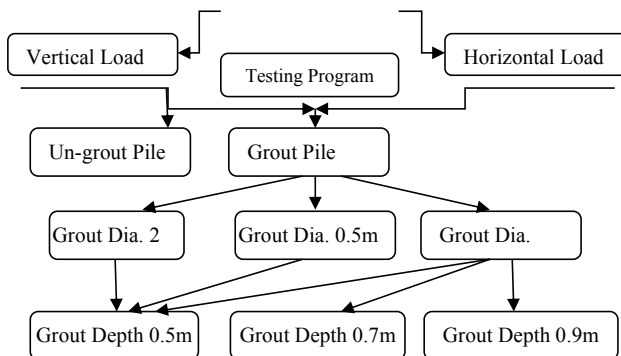 Vertical Load
Testing Program
Horizontal Load
Un-grout Pile
Grout Pile
Grout Dia. 2
Grout Dia. 0.5m
Grout Dia.
Grout Depth 0.5m
Grout Depth 0.7m
Grout Depth 0.9m